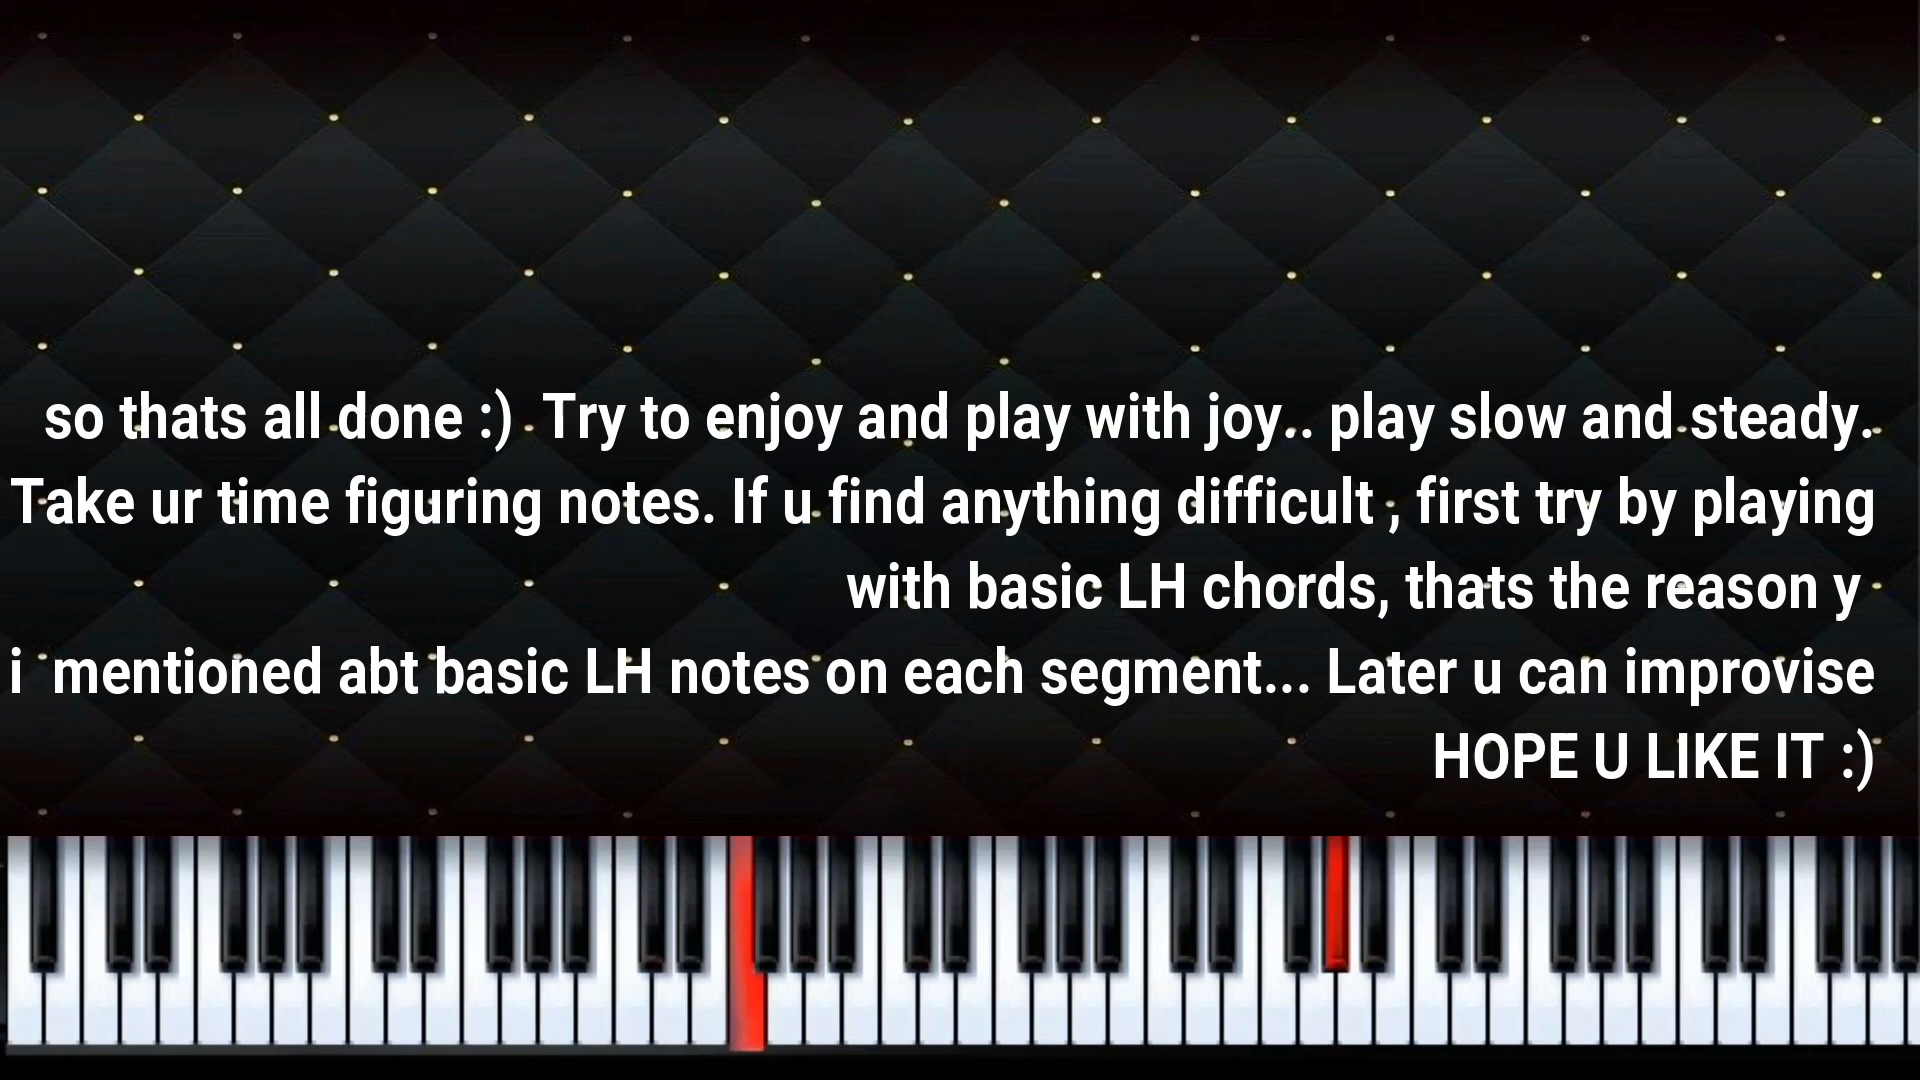 so thats all done :)  Try to enjoy and play with joy.. play slow and steady.
Take ur time figuring notes. If u find anything difficult , first try by playing
with basic LH chords, thats the reason y
i  mentioned abt basic LH notes on each segment... Later u can improvise
HOPE U LIKE IT :)